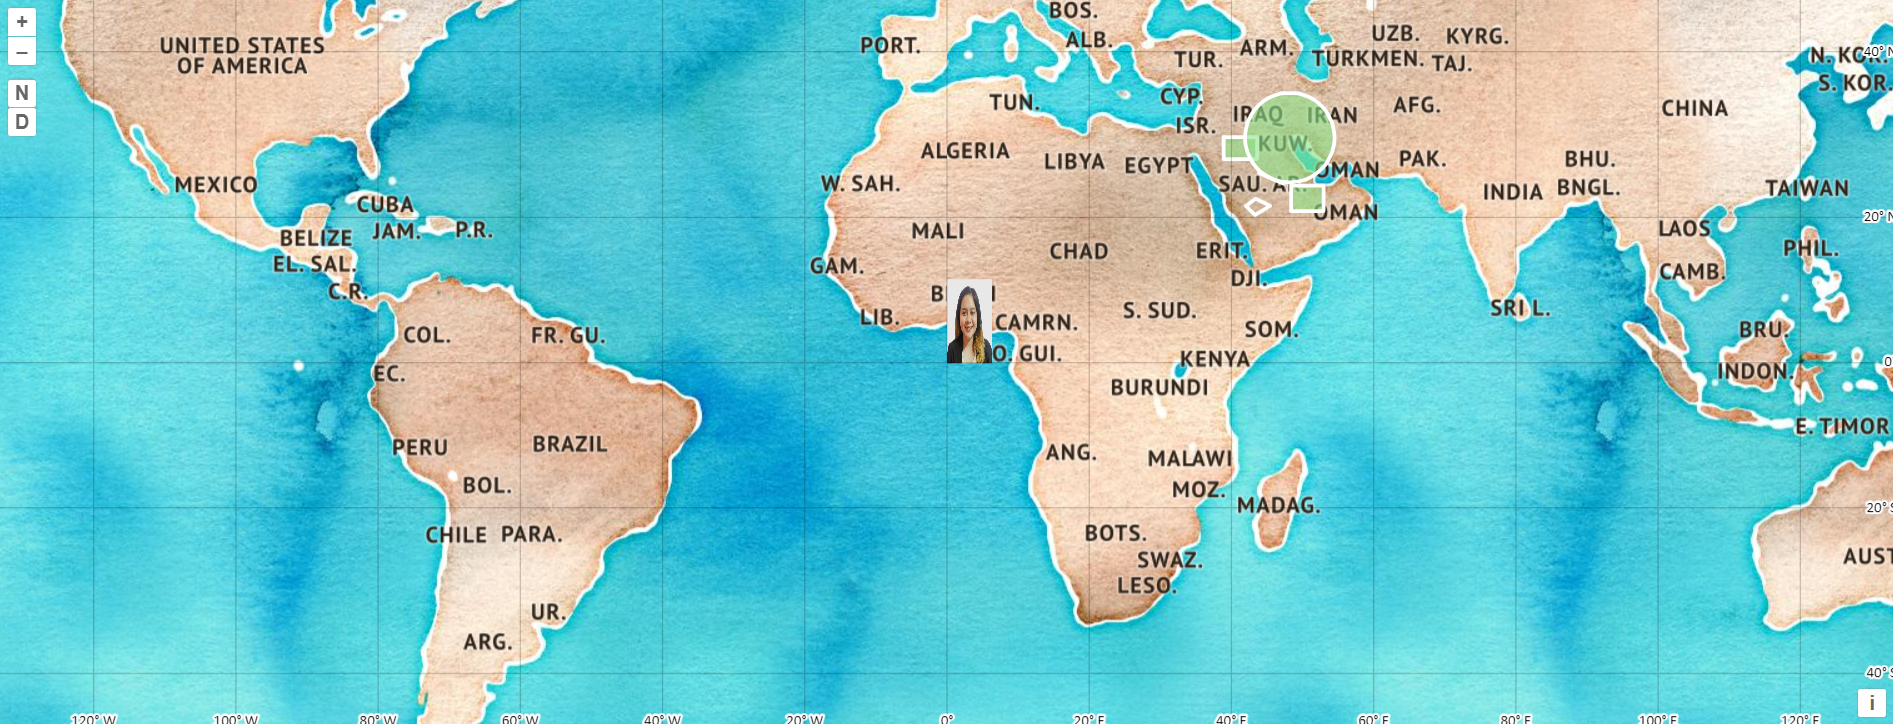 +
–
N
D
BOS.
UZB.
KYRG.
UNITED STATES
OF AMERICA
PORT.
ALB.
TUR.
ARM.
TURKMEN.
TAJ.
40° N
N. KOR.
S. KOR.
TUN.
CYP.
IRAQ
IRAN
AFG.
CHINA
ISR.
KUW.
ALGERIA
LIBYA
EGYPT
OMAN
PAK.
BHU.
MEXICO
W. SAH.
SAU. AR.
INDIA
BNGL.
TAIWAN
CUBA
OMAN
20° N
JAM.
P.R.
MALI
LAOS
BELIZE
CHAD
ERIT.
PHIL.
EL. SAL.
GAM.
DJI.
CAMB.
C.R.
LIB.
CAMRN.
S. SUD.
SOM.
SRI L.
COL.
FR. GU.
BRU.
O. GUI.
KENYA
0
EC.
BURUNDI
INDON.
E. TIMOR
PERU
BRAZIL
ANG.
MALAWI
BOL.
MOZ.
MADAG.
20° S
CHILE
PARA.
BOTS.
SWAZ.
AUST
LESO.
UR.
ARG.
40° S
i
120° W
100° W
80° W
60° W
40° W
20° W
0°
20° E
40° E
60° E
80° E
100° E
120° E